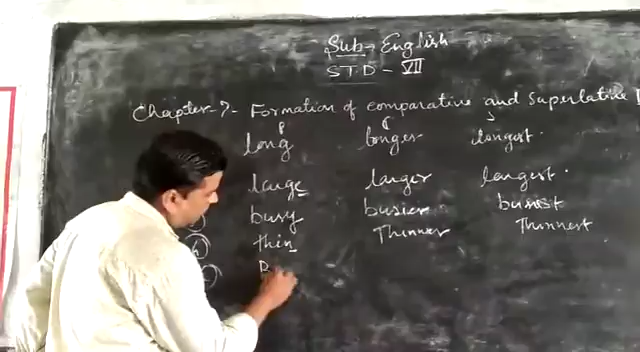 Sub - English
STD - VII
Chapter-7- Formation of comparative and superlative
P C S
long longer longest.
large larger largest.
busy busier busiest
thin Thinner Thinnest